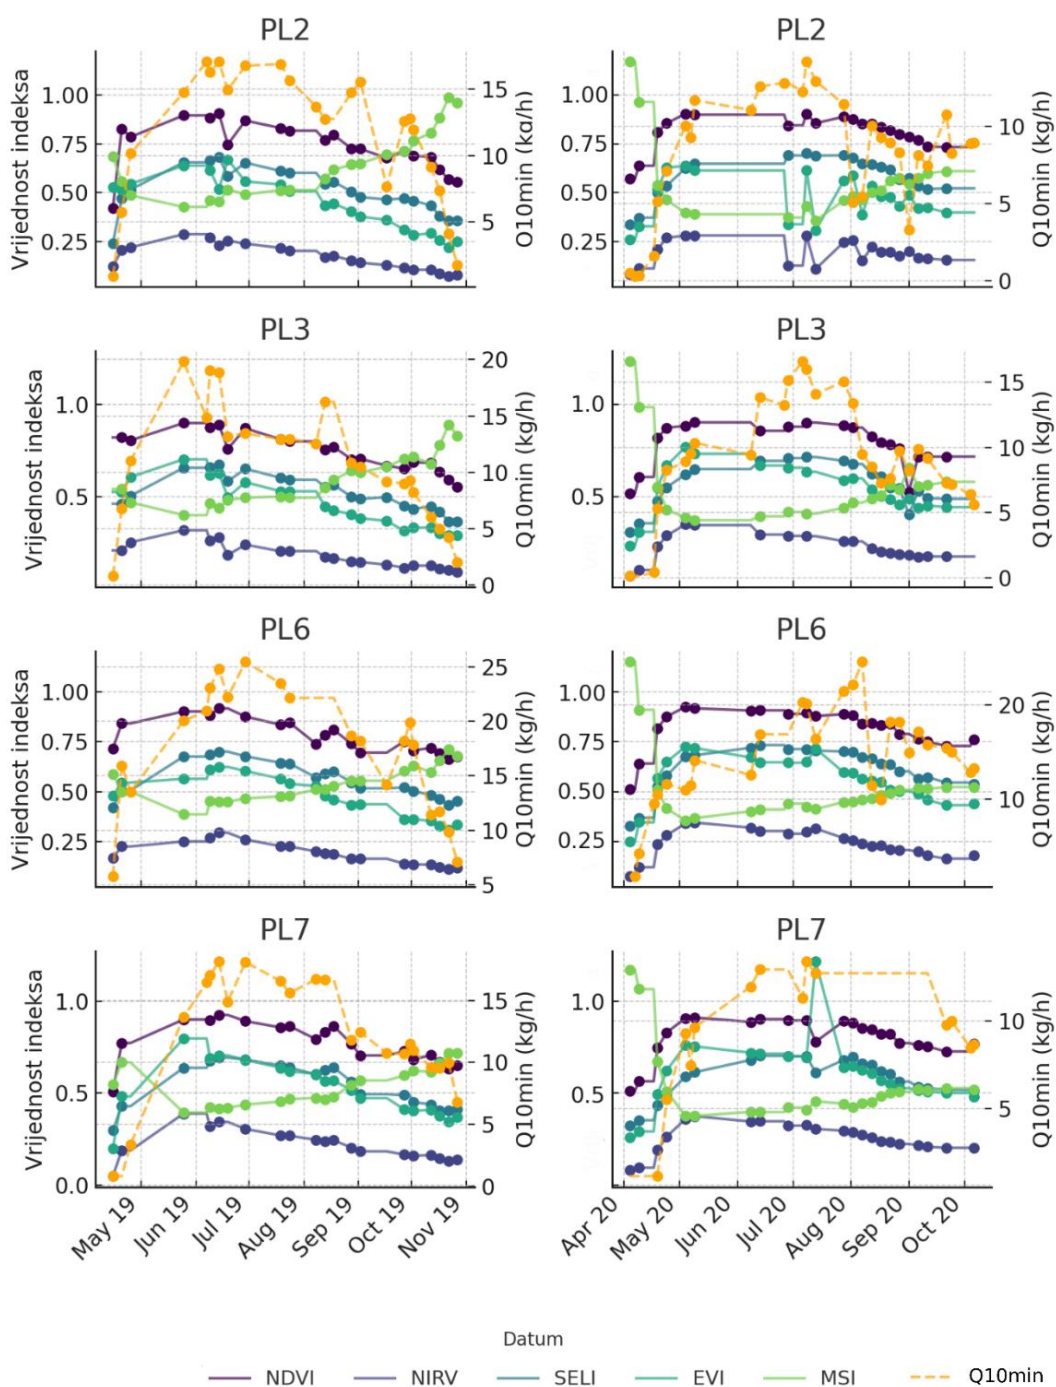 PL2
PL2
Vrijednost indeksa
1.00
0.75
0.50
0.25
15
10
5
Q10min (ka/h)
1.00
0.75
0.50
0.25
10
5
0
Q10min (kg/h)
PL3
PL3
Vrijednost indeksa
1.0
0.5
20
15
10
5
0
Q10min (kg/h)
1.0
0.5
15
10
5
0
Q10min (kg/h)
PL6
PL6
Vrijednost indeksa
1.00
0.75
0.50
0.25
25
20
15
10
5
Q10min (kg/h)
1.00
0.75
0.50
0.25
20
10
Q10min (kg/h)
PL7
PL7
Vrijednost indeksa
1.0
0.5
0.0
15
10
5
0
Q10min (kg/h)
1.0
0.5
10
5
Q10min (kg/h)
May 19 Jun 19 Jul 19 Aug 19 Sep 19 Oct 19 Nov 19
Apr 20 May 20 Jun 20 Jul 20 Aug 20 Sep 20 Oct 20
Datum
NDVI NIRV SELI EVI MSI Q10min